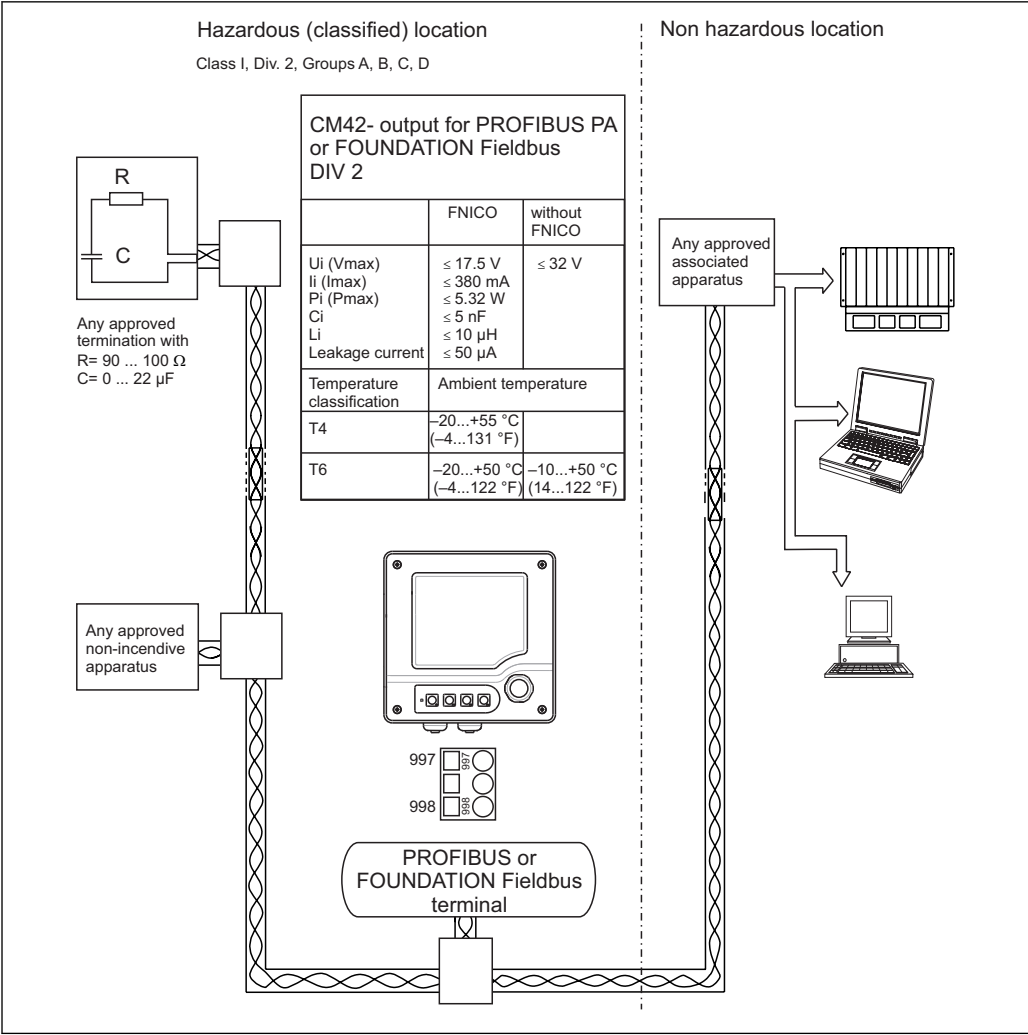 Hazardous (classified) location
Non hazardous location
Class I, Div. 2, Groups A, B, C, D
CM42- output for PROFIBUS PA
or FOUNDATION Fieldbus
DIV 2
FNICO
without
FNICO
Ui (Vmax) ≤ 17.5 V ≤ 32 V
Ii (Imax) ≤ 380 mA
Pi (Pmax) ≤ 5.32 W
Ci ≤ 5 nF
Li ≤ 10 µH
Leakage current ≤ 50 µA
Temperature
classification
Ambient temperature
T4
–20...+55 °C
(–4...131 °F)
T6
–20...+50 °C –10...+50 °C
(–4...122 °F) (14...122 °F)
R
C
Any approved
termination with
R= 90 ... 100 Ω
C= 0 ... 22 µF
Any approved
associated
apparatus
Any approved
non-incendive
apparatus
997
997
998
998
PROFIBUS or
FOUNDATION Fieldbus
terminal